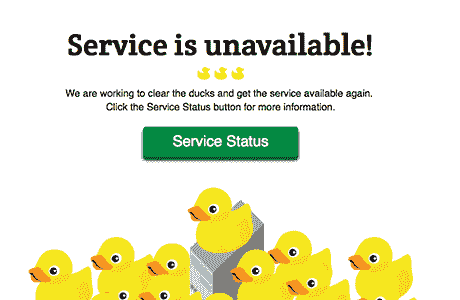 Service is unavailable!
We are working to clear the ducks and get the service available again.
Click the Service Status button for more information.
Service Status